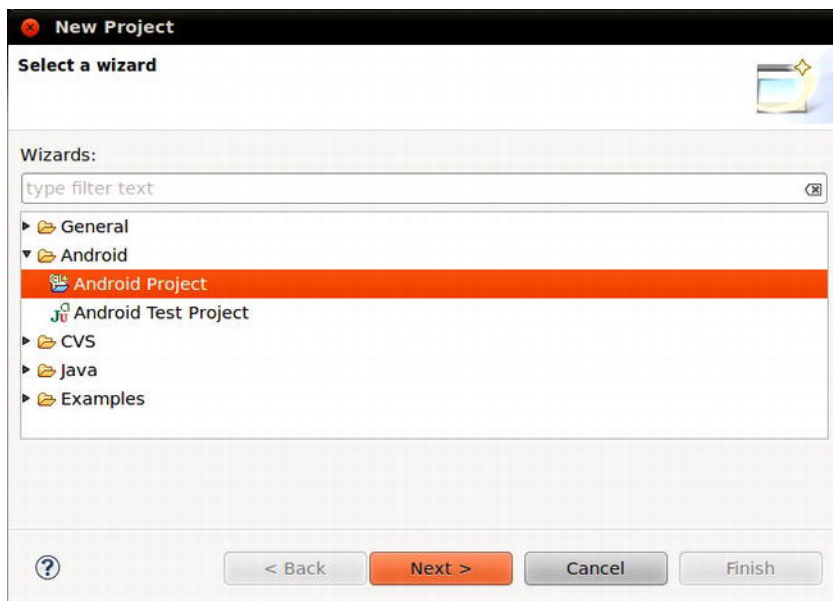 New Project
Select a wizard
Wizards:
type filter text
General
Android
Android Project
Android Test Project
CVS
Java
Examples
< Back
Next >
Cancel
Finish